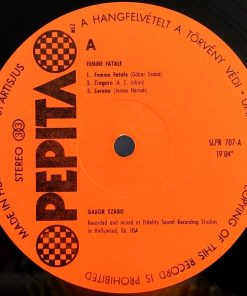 A HANGFELVÉTELT A TÖRVÉNY VÉDI
ARTISJUS
STEREO 33
MADE IN
PEPITA
A
FEMME FATALE
1. Femme Fatale (Gábor Szabó)
2. Zingaro (A. C. Jobim)
3. Serena (James Harrah)
SLPR 707-A
19'04"
GABOR SZABO
Recorded and mixed at Fidelity Sound Recording Studios
in Hollywood, Ca. USA
COPYING OF THIS RECORD IS PROHIBITED